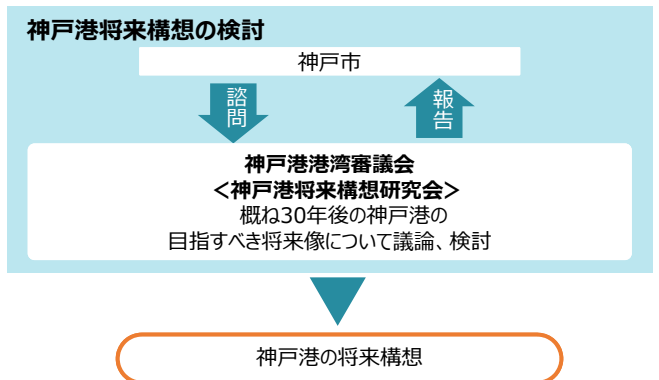 神戸港将来構想の検討
神戸市
諮問
報告
神戸港港湾審議会
<神戸港将来構想研究会>
概ね30年後の神戸港の
目指すべき将来像について議論、検討
神戸港の将来構想